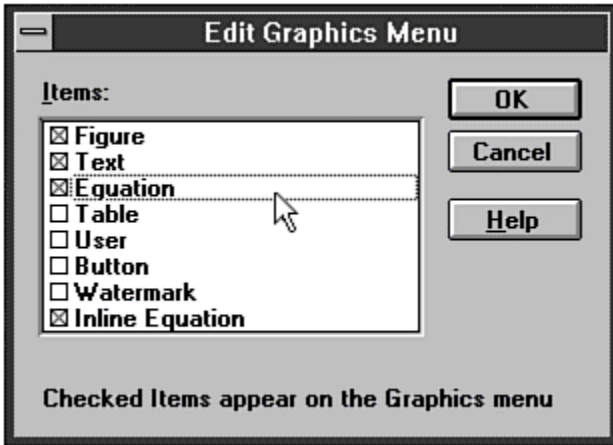 Edit Graphics Menu
Items:
OK
Figure
Text
Cancel
Equation
Table
User
Help
Button
Watermark
Inline Equation
Checked Items appear on the Graphics menu